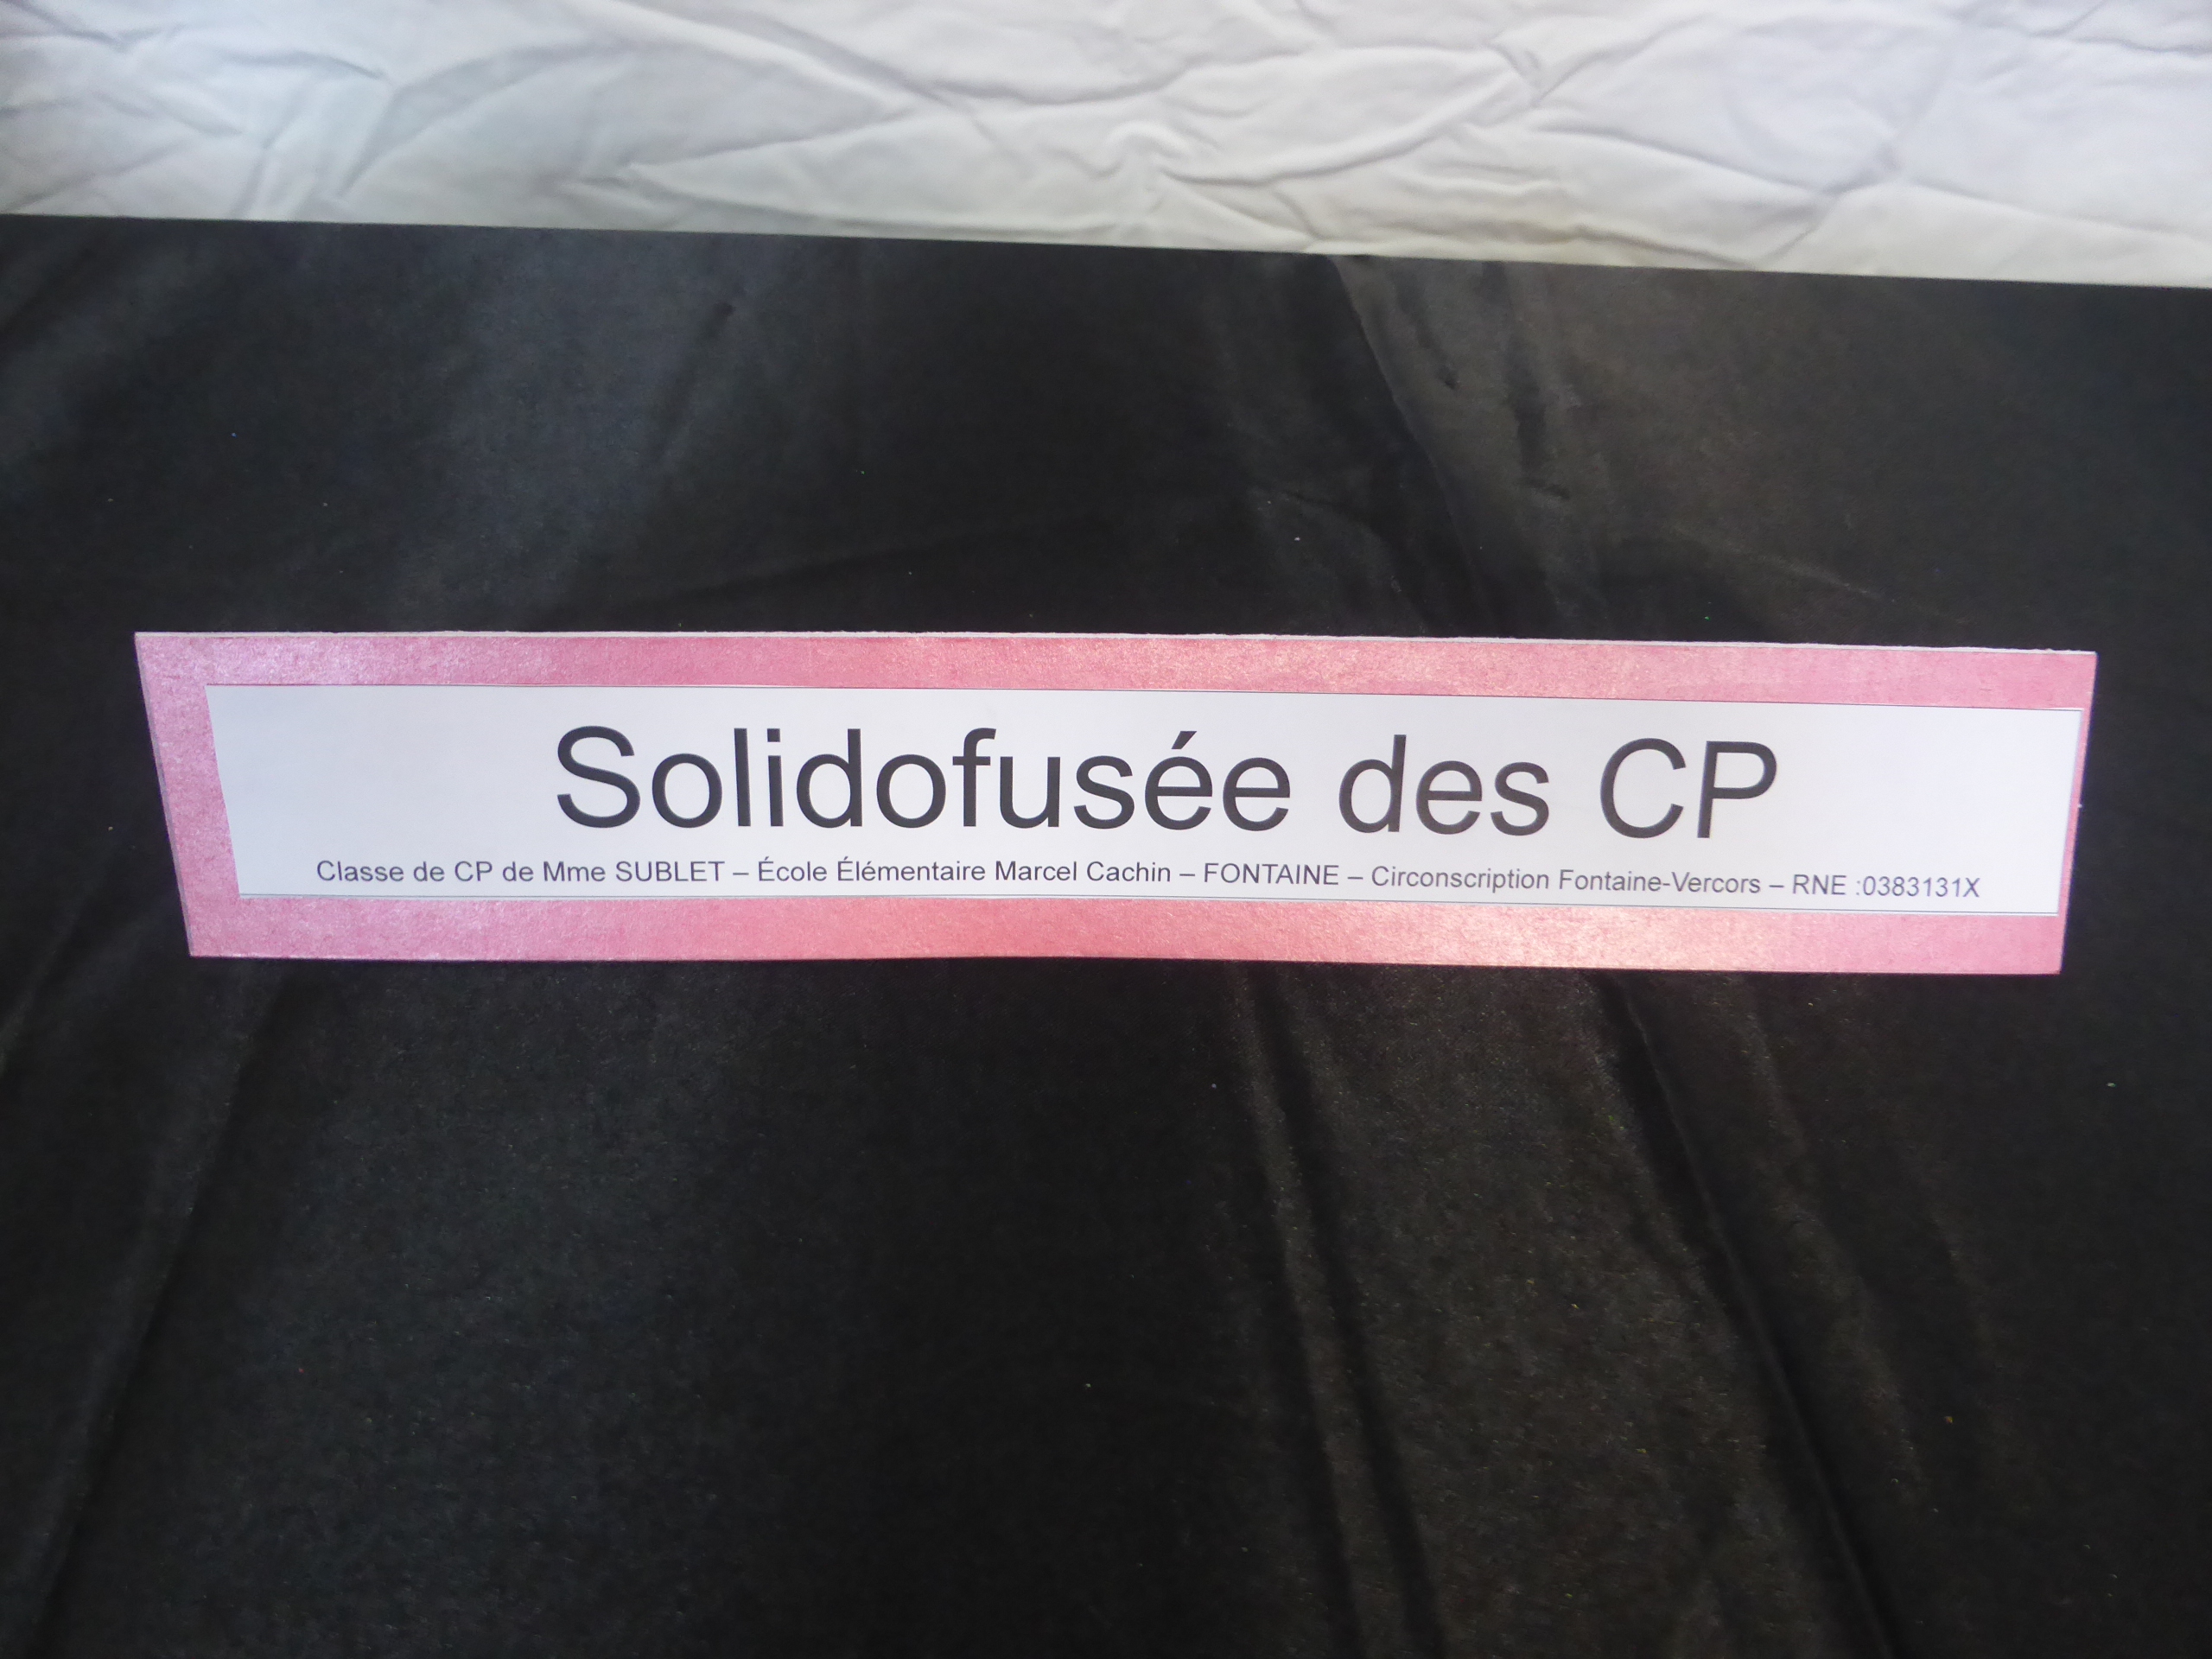 Solidofusée des CP
Classe de CP de Mme SUBLET – École Élémentaire Marcel Cachin – FONTAINE – Circonscription Fontaine-Vercors – RNE :0383131X